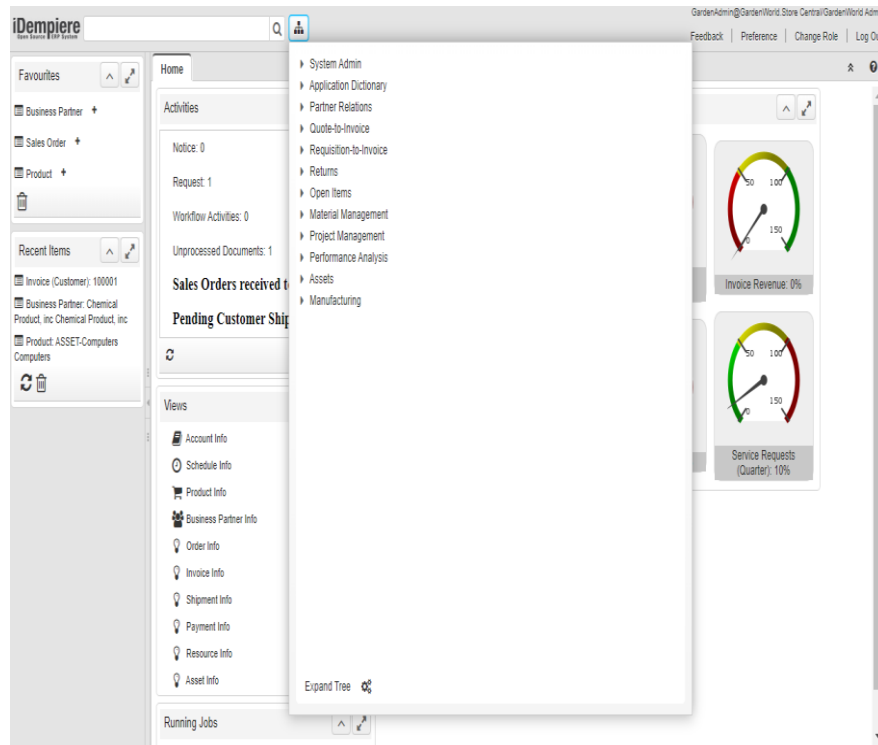 GardenAdmin@GardenWorld.Store Central/GardenWorld Adm
iDempiere
Open Source ERP System
Feedback | Preference | Change Role | Log Ou
Favourites
Business Partner +
Sales Order +
Product +
Recent Items
Invoice (Customer): 100001
Business Partner: Chemical
Product, inc Chemical Product, inc
Product: ASSET-Computers
Computers
Home
Activities
Notice: 0
Request: 1
Workflow Activities: 0
Unprocessed Documents: 1
Sales Orders received t
Pending Customer Ship
Views
Account Info
Schedule Info
Product Info
Business Partner Info
Order Info
Invoice Info
Shipment Info
Payment Info
Resource Info
Asset Info
Running Jobs
System Admin
Application Dictionary
Partner Relations
Quote-to-Invoice
Requisition-to-Invoice
Returns
Open Items
Material Management
Project Management
Performance Analysis
Assets
Manufacturing
Expand Tree
50 100
0 150
Invoice Revenue: 0%
50 100
0 150
Service Requests
(Quarter): 10%